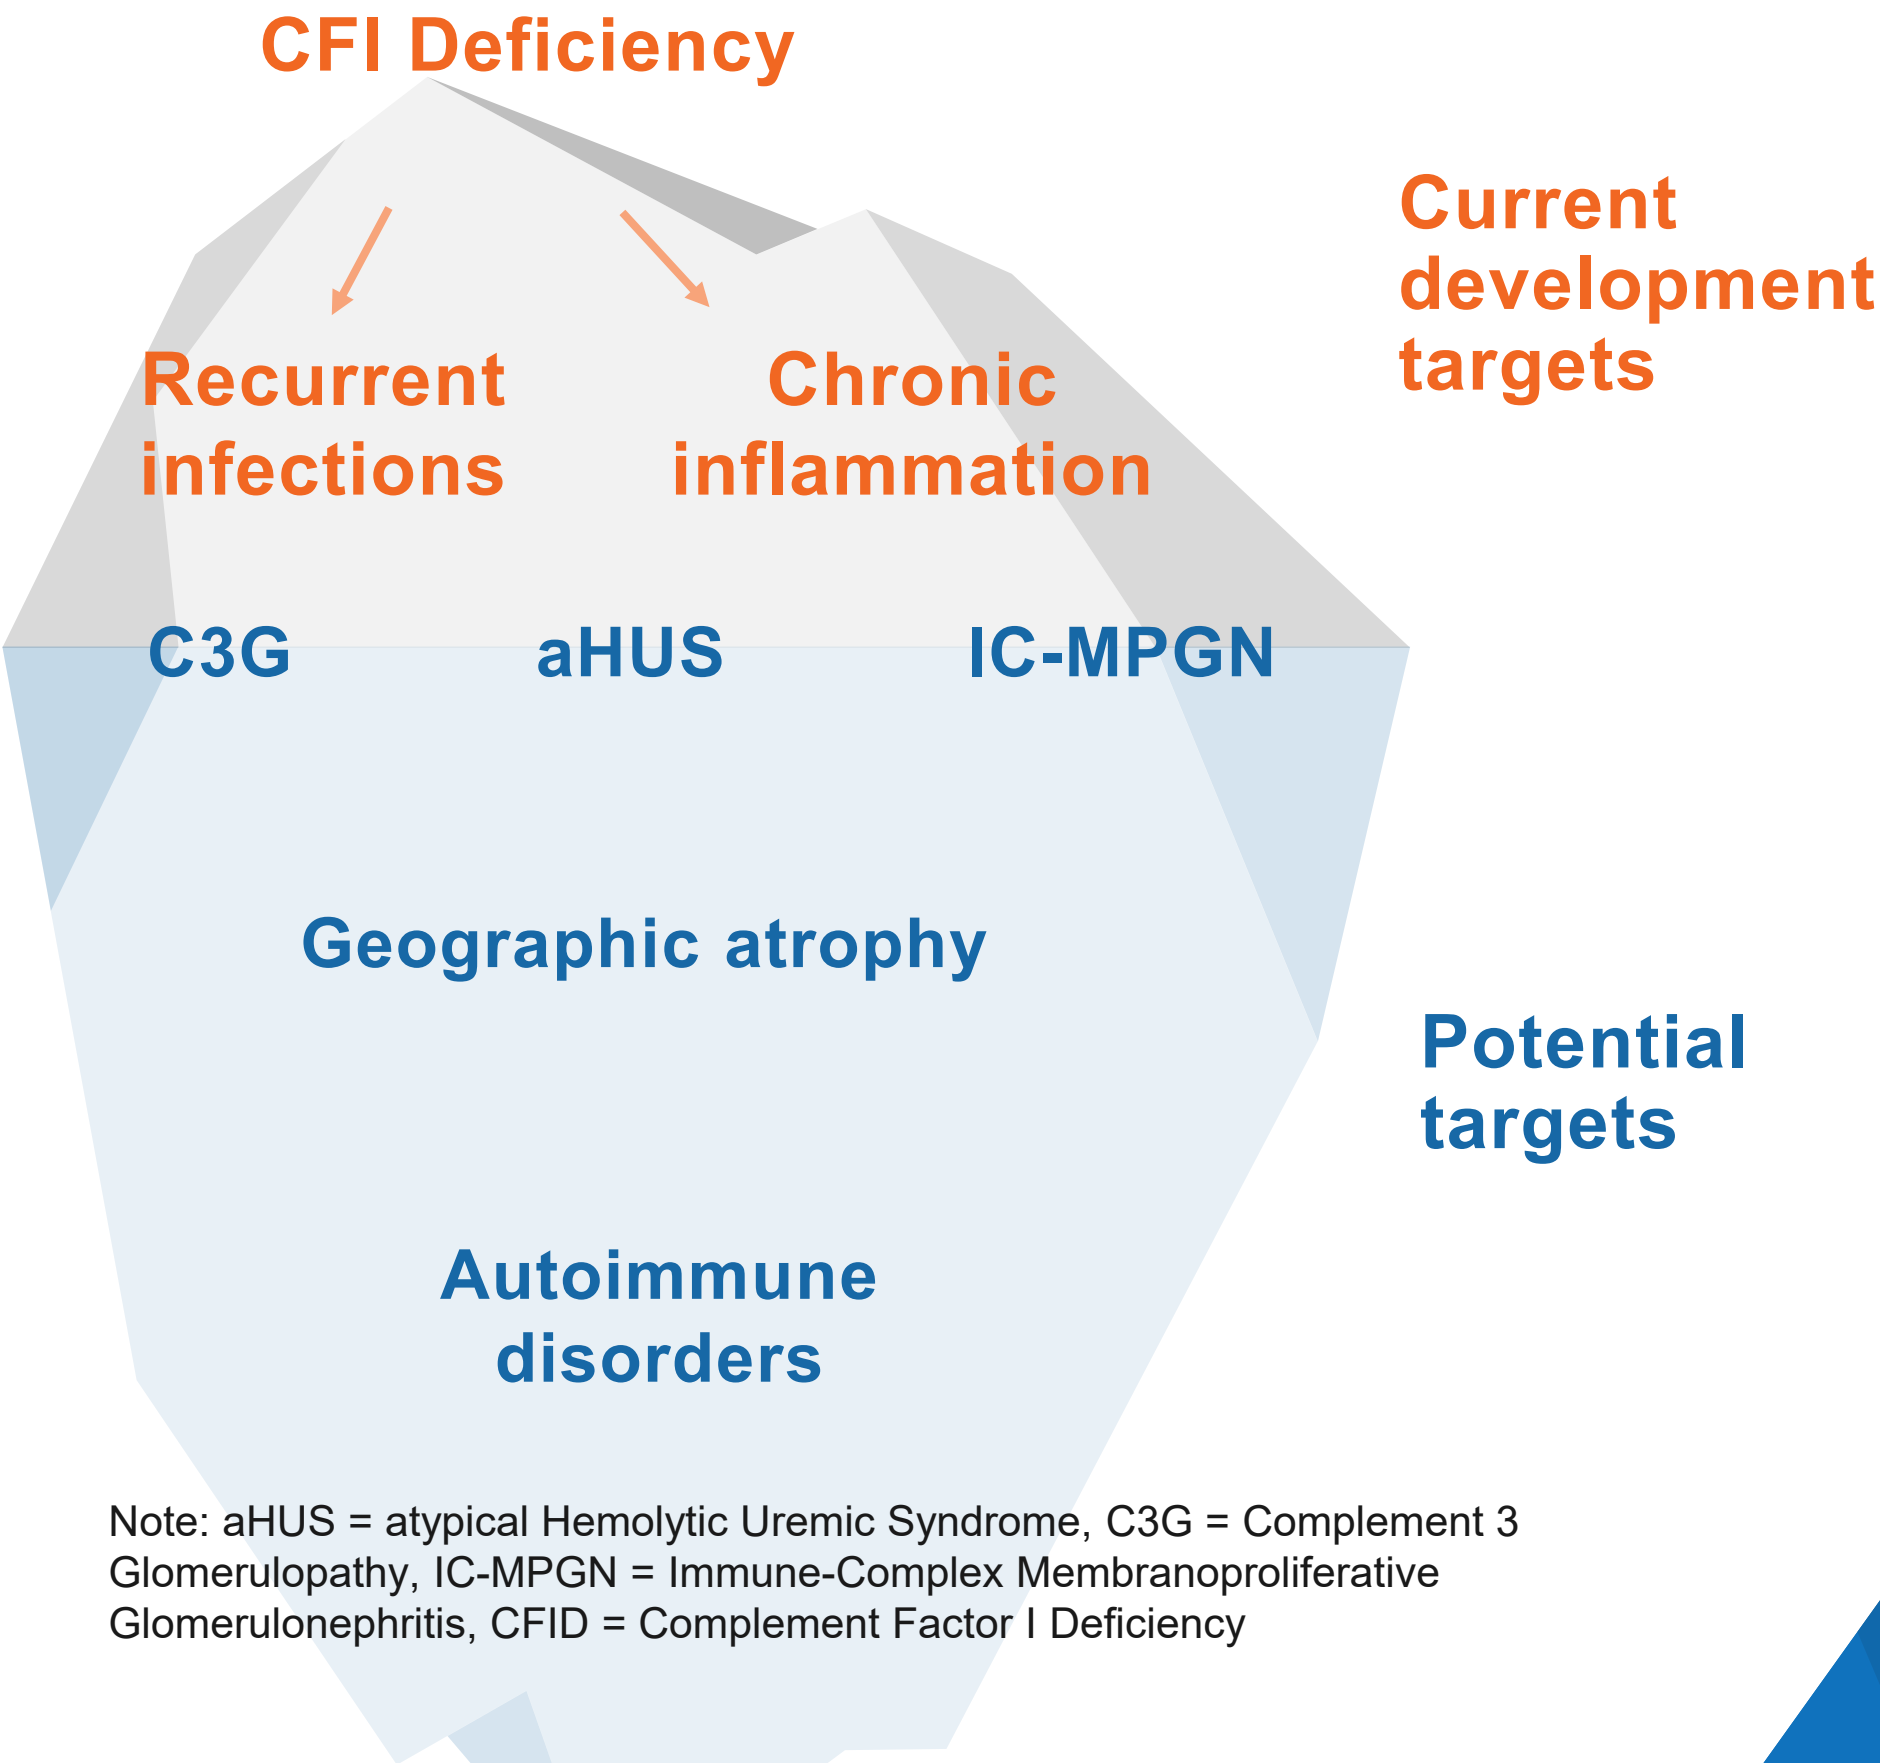 CFI Deficiency
Current
development
targets
Recurrent
infections
Chronic
inflammation
C3G
aHUS
IC-MPGN
Geographic atrophy
Potential
targets
Autoimmune
disorders
Note: aHUS = atypical Hemolytic Uremic Syndrome, C3G = Complement 3
Glomerulopathy, IC-MPGN = Immune-Complex Membranoproliferative
Glomerulonephritis, CFID = Complement Factor I Deficiency